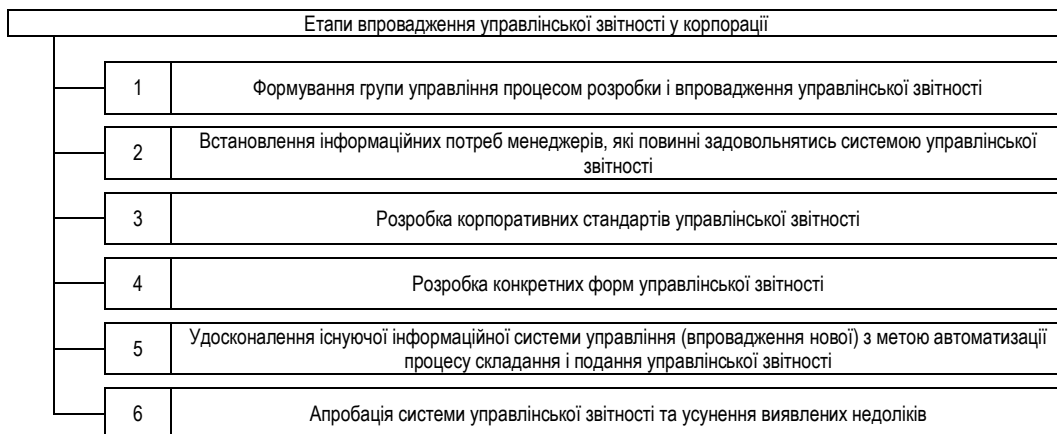 Етапи впровадження управлінської звітності у корпорації
1
Формування групи управління процесом розробки і впровадження управлінської звітності
2
Встановлення інформаційних потреб менеджерів, які повинні задовольнятись системою управлінської
звітності
3
Розробка корпоративних стандартів управлінської звітності
4
Розробка конкретних форм управлінської звітності
5
Удосконалення існуючої інформаційної системи управління (впровадження нової) з метою автоматизації
процесу складання і подання управлінської звітності
6
Апробація системи управлінської звітності та усунення виявлених недоліків